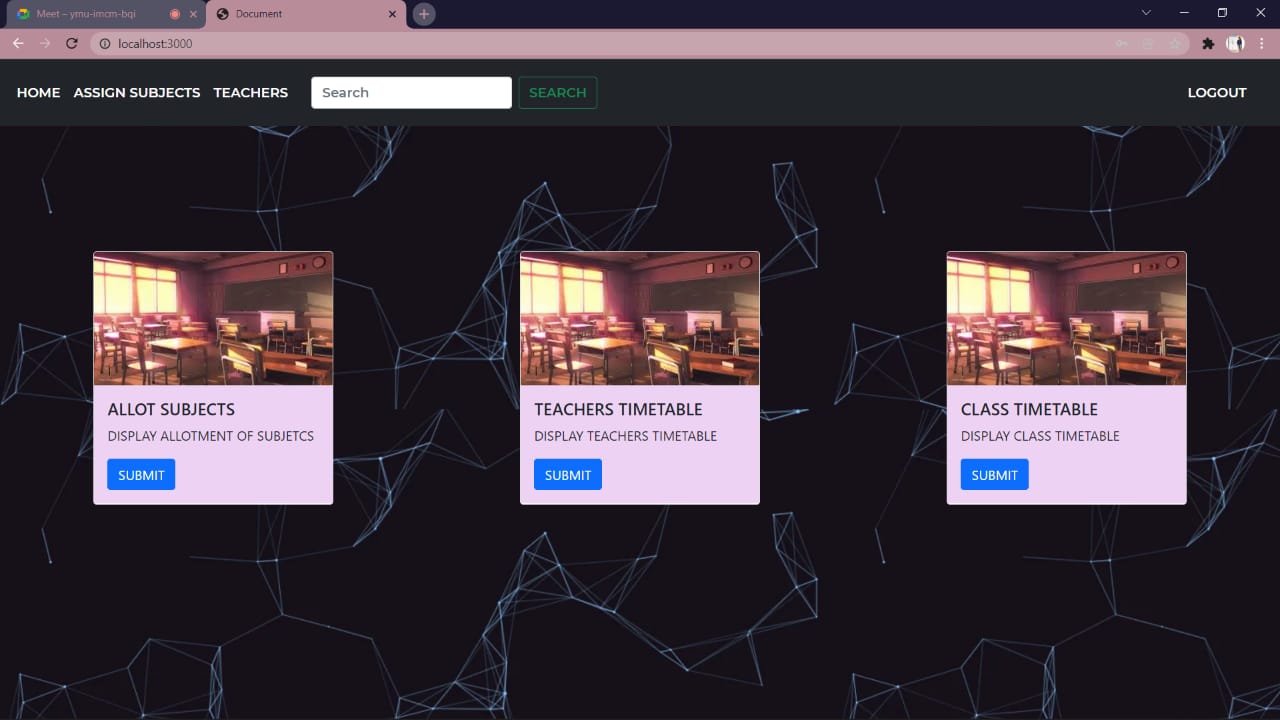 Meet – ymu-imcm-bqi
Document
localhost:3000
HOME ASSIGN SUBJECTS TEACHERS Search SEARCH LOGOUT
ALLOT SUBJECTS
DISPLAY ALLOTMENT OF SUBJETCS
SUBMIT
TEACHERS TIMETABLE
DISPLAY TEACHERS TIMETABLE
SUBMIT
CLASS TIMETABLE
DISPLAY CLASS TIMETABLE
SUBMIT